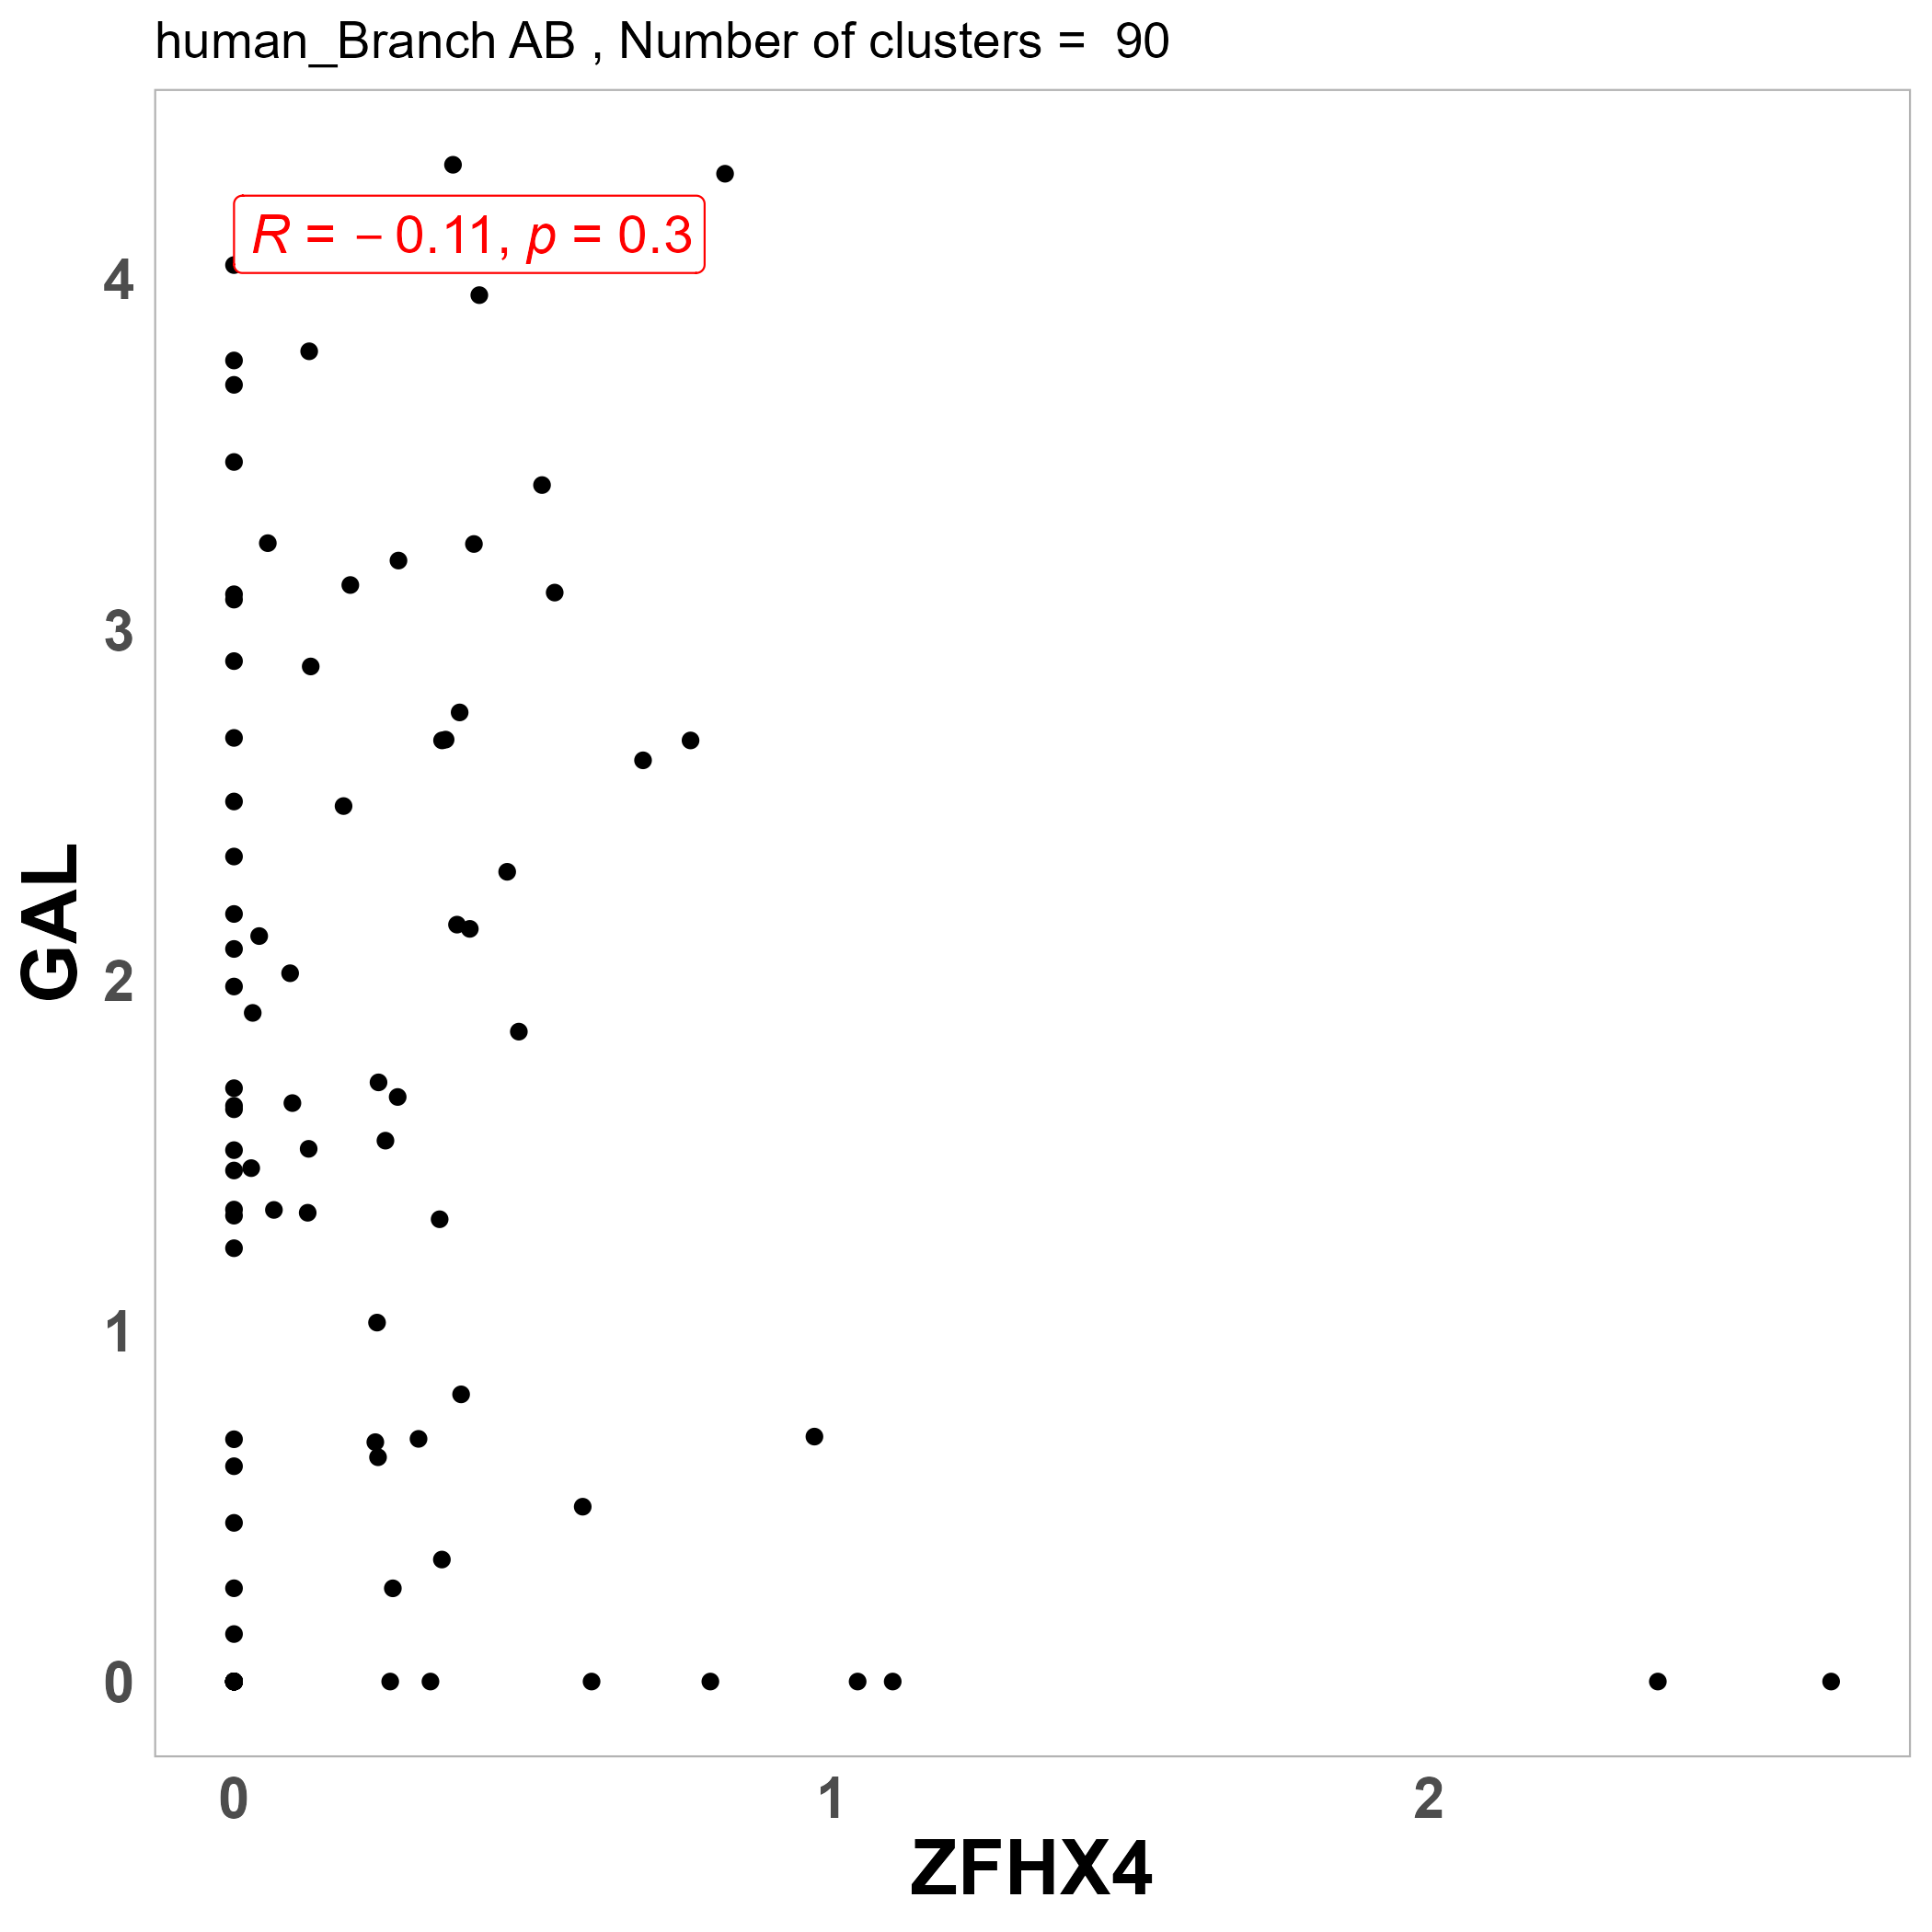 human_Branch AB , Number of clusters =  90
R = – 0.11, p = 0.3
4
3
2
1
0
GAL
0
1
2
ZFHX4